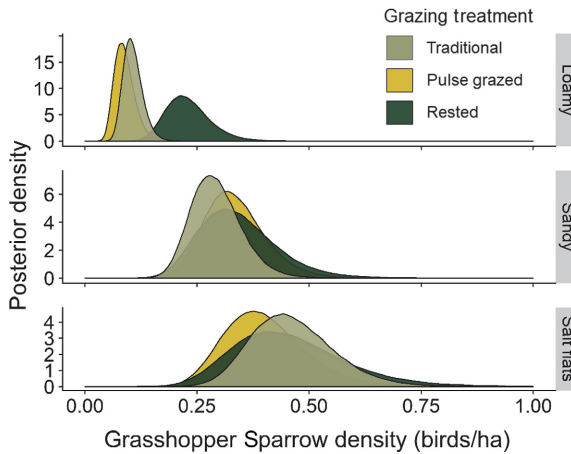 Grazing treatment
Traditional
Pulse grazed
Rested
20
15
10
5
0
Loamy
6
4
2
0
Sandy
4
3
2
1
0
Salt flats
0.00 0.25 0.50 0.75 1.00
Posterior density
Grasshopper Sparrow density (birds/ha)